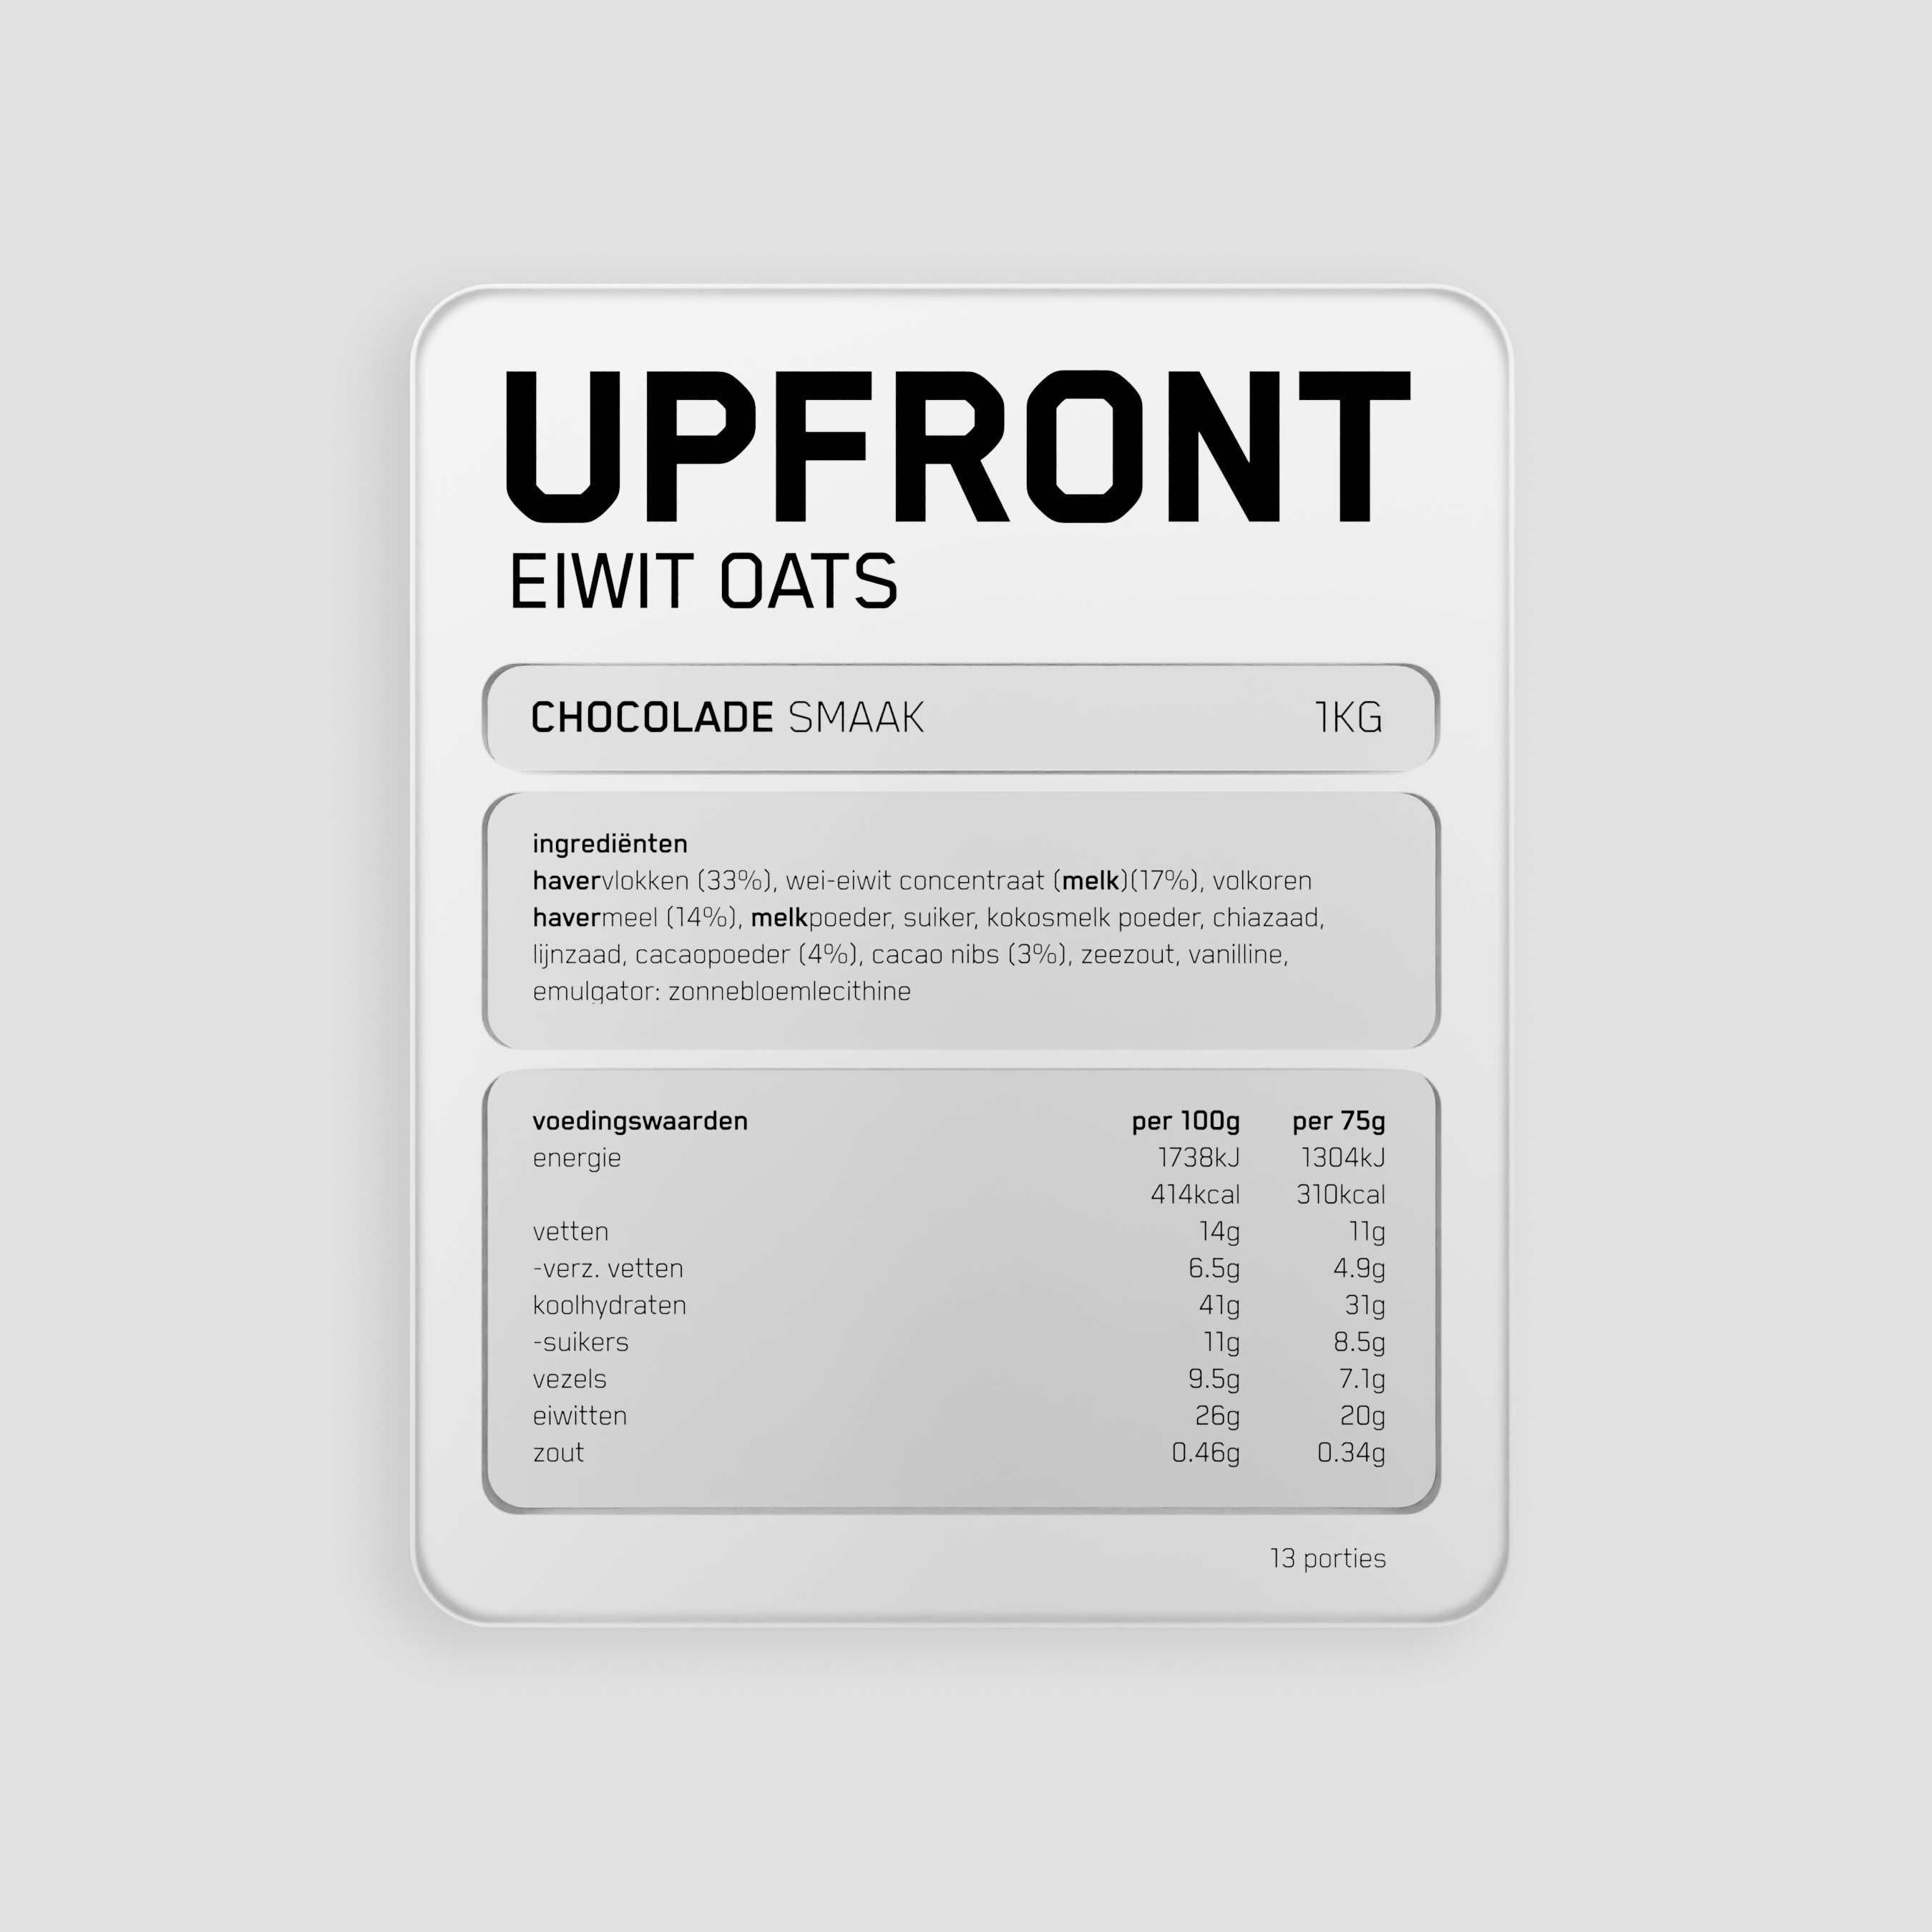 UPFRONT
EIWIT OATS
CHOCOLADE SMAAK 1KG
ingrediënten
havervlokken (33%), wei-eiwit concentraat (melk)(17%), volkoren
havermeel (14%), melkpoeder, suiker, kokosmelk poeder, chiazaad,
lijnzaad, cacaopoeder (4%), cacao nibs (3%), zeezout, vanilline,
emulgator: zonnebloemlecithine
voedingswaarden per 100g per 75g
energie 1738kJ 1304kJ
414kcal 310kcal
vetten 14g 11g
-verz. vetten 6.5g 4.9g
koolhydraten 41g 31g
-suikers 11g 8.5g
vezels 9.5g 7.1g
eiwitten 26g 20g
zout 0.46g 0.34g
13 porties